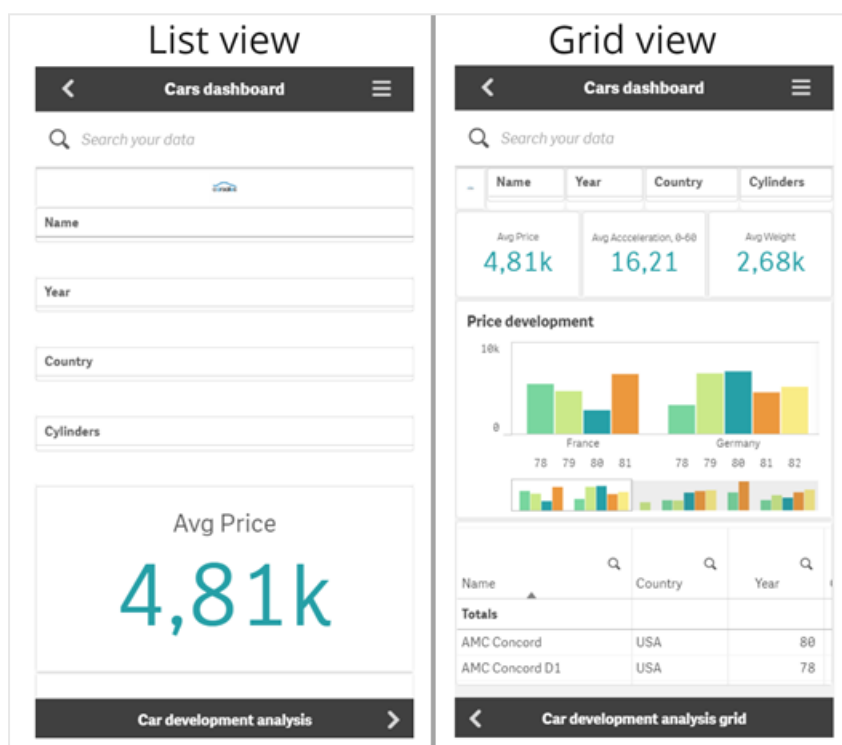 List view
Cars dashboard
Search your data
Name
Year
Country
Cylinders
Avg Price
4,81k
Car development analysis
Grid view
Cars dashboard
Search your data
Name Year Country Cylinders
Avg Price Avg Accceleration, 0-60 Avg Weight
4,81k 16,21 2,68k
Price development
10k
0
France Germany
78 79 80 81 78 79 80 81 82
Name Country Year
Totals
AMC Concord USA 80
AMC Concord D1 USA 78
Car development analysis grid